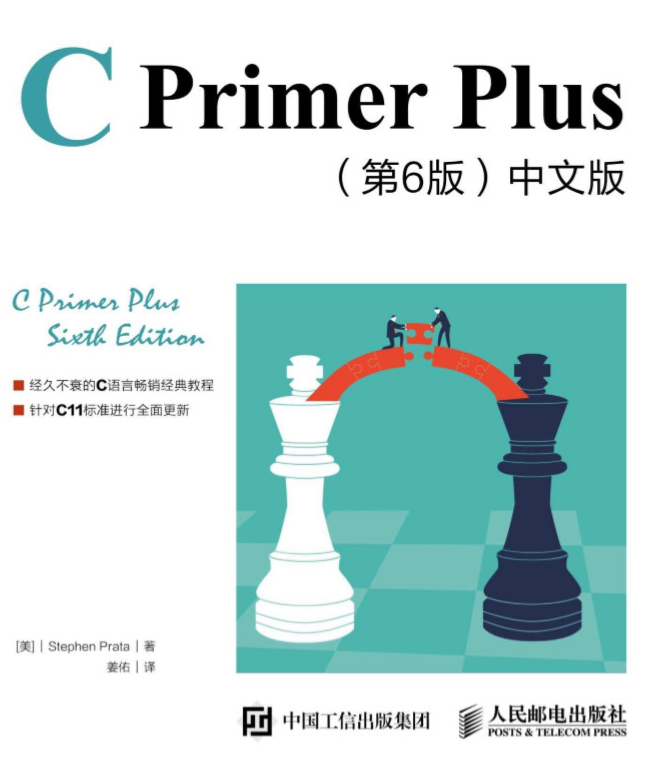 C Primer Plus
（第6版）中文版
C Primer Plus
Sixth Edition
■ 经久不衰的C语言畅销经典教程
■ 针对C11标准进行全面更新
[美] | Stephen Prata | 著
姜佑 | 译
中国工信出版集团
人民邮电出版社
POSTS & TELECOM PRESS